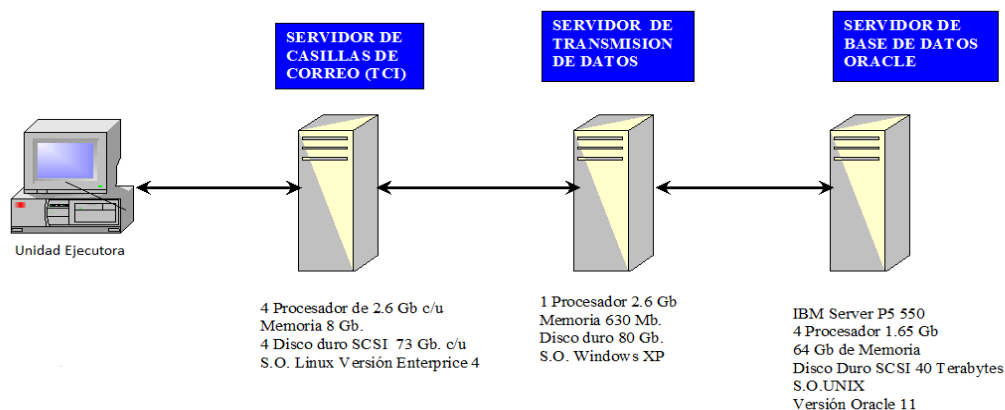 SERVIDOR DE
CASILLAS DE
CORREO (TCI)
SERVIDOR DE
TRANSMISION
DE DATOS
SERVIDOR DE
BASE DE DATOS
ORACLE
Unidad Ejecutora
4 Procesador de 2.6 Gb c/u
Memoria 8 Gb.
4 Disco duro SCSI 73 Gb. c/u
S.O. Linux Versión Enterprice 4
1 Procesador 2.6 Gb
Memoria 630 Mb.
Disco duro 80 Gb.
S.O. Windows XP
IBM Server P5 550
4 Procesador 1.65 Gb
64 Gb de Memoria
Disco Duro SCSI 40 Terabytes
S.O.UNIX
Versión Oracle 11